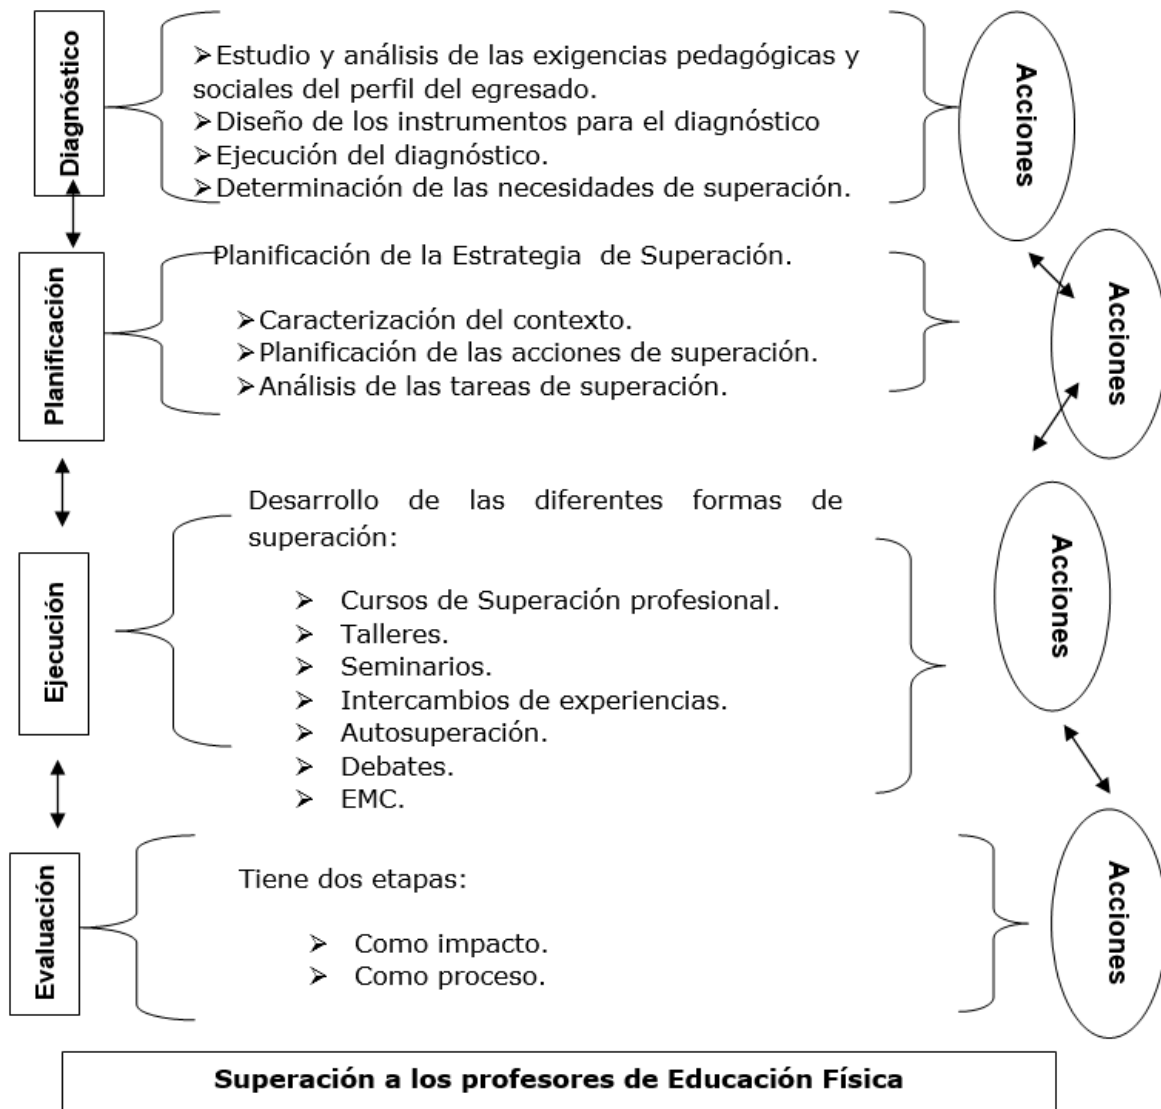 Diagnóstico
➢Estudio y análisis de las exigencias pedagógicas y
sociales del perfil del egresado.
➢Diseño de los instrumentos para el diagnóstico
➢Ejecución del diagnóstico.
➢Determinación de las necesidades de superación.
Acciones
Planificación
Planificación de la Estrategia de Superación.
➢Caracterización del contexto.
➢Planificación de las acciones de superación.
➢Análisis de las tareas de superación.
Acciones
Ejecución
Desarrollo de las diferentes formas de
superación:
➢ Cursos de Superación profesional.
➢ Talleres.
➢ Seminarios.
➢ Intercambios de experiencias.
➢ Autosuperación.
➢ Debates.
➢ EMC.
Acciones
Evaluación
Tiene dos etapas:
➢ Como impacto.
➢ Como proceso.
Acciones
Superación a los profesores de Educación Física